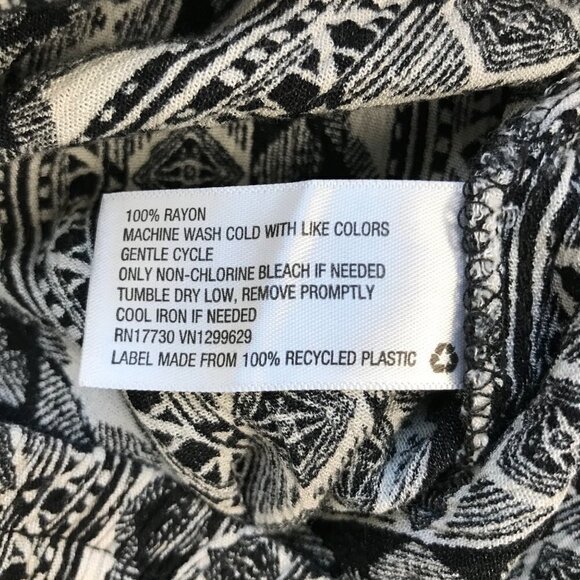 100% RAYON
MACHINE WASH COLD WITH LIKE COLORS
GENTLE CYCLE
ONLY NON-CHLORINE BLEACH IF NEEDED
TUMBLE DRY LOW, REMOVE PROMPTLY
COOL IRON IF NEEDED
RN17730 VN1299629
LABEL MADE FROM 100% RECYCLED PLASTIC